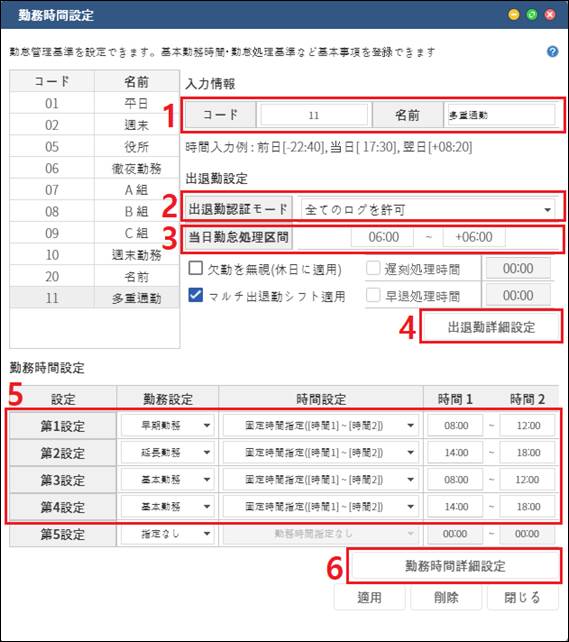 勤務時間設定
勤怠管理基準を設定できます。基本勤務時間・勤怠処理基準など基本事項を登録できます ?
コード 名前
01 平日
02 週末
05 役所
06 徹夜勤務
07 A 組
08 B 組
09 C 組
10 週末勤務
20 名前
11 多重通勤
入力情報
1 コード 11 名前 多重通勤
時間入力例 : 前日[-22:40], 当日[ 17:30], 翌日[+08:20]
出退勤設定
2 出退勤認証モード 全てのログを許可
3 当日勤怠処理区間 06:00 ~ +06:00
欠勤を無視(休日に適用) 遅刻処理時間 00:00
マルチ出退勤シフト適用 早退処理時間 00:00
4 出退勤詳細設定
勤務時間設定
5 設定 勤務設定 時間設定 時間 1 時間 2
第1設定 早期勤務 固定時間指定([時間1] ~ [時間2]) 08:00 ~ 12:00
第2設定 延長勤務 固定時間指定([時間1] ~ [時間2]) 14:00 ~ 18:00
第3設定 基本勤務 固定時間指定([時間1] ~ [時間2]) 08:00 ~ 12:00
第4設定 基本勤務 固定時間指定([時間1] ~ [時間2]) 14:00 ~ 18:00
第5設定 指定なし 勤務時間指定なし 00:00 ~ 00:00
6 勤務時間詳細設定
適用 削除 閉じる